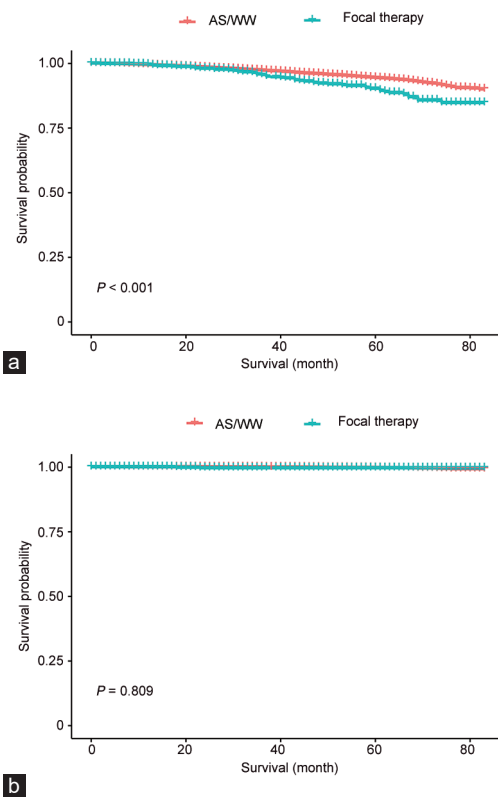 AS/WW Focal therapy
1.00
0.75
0.50
0.25
0
Survival probability
P < 0.001
0 20 40 60 80
Survival (month)
a
AS/WW Focal therapy
1.00
0.75
0.50
0.25
0
Survival probability
P = 0.809
0 20 40 60 80
Survival (month)
b